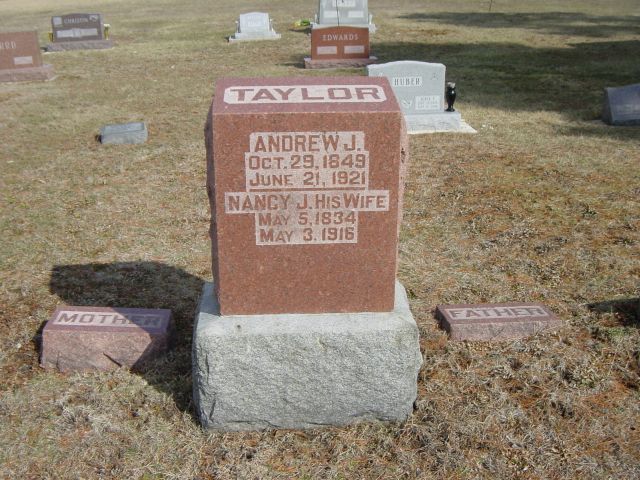 TAYLOR
ANDREW J.
OCT. 29, 1849
JUNE 21, 1921
NANCY J. HIS WIFE
MAY 5, 1834
MAY 3, 1916
MOTHER
FATHER
EDWARDS
HUBER